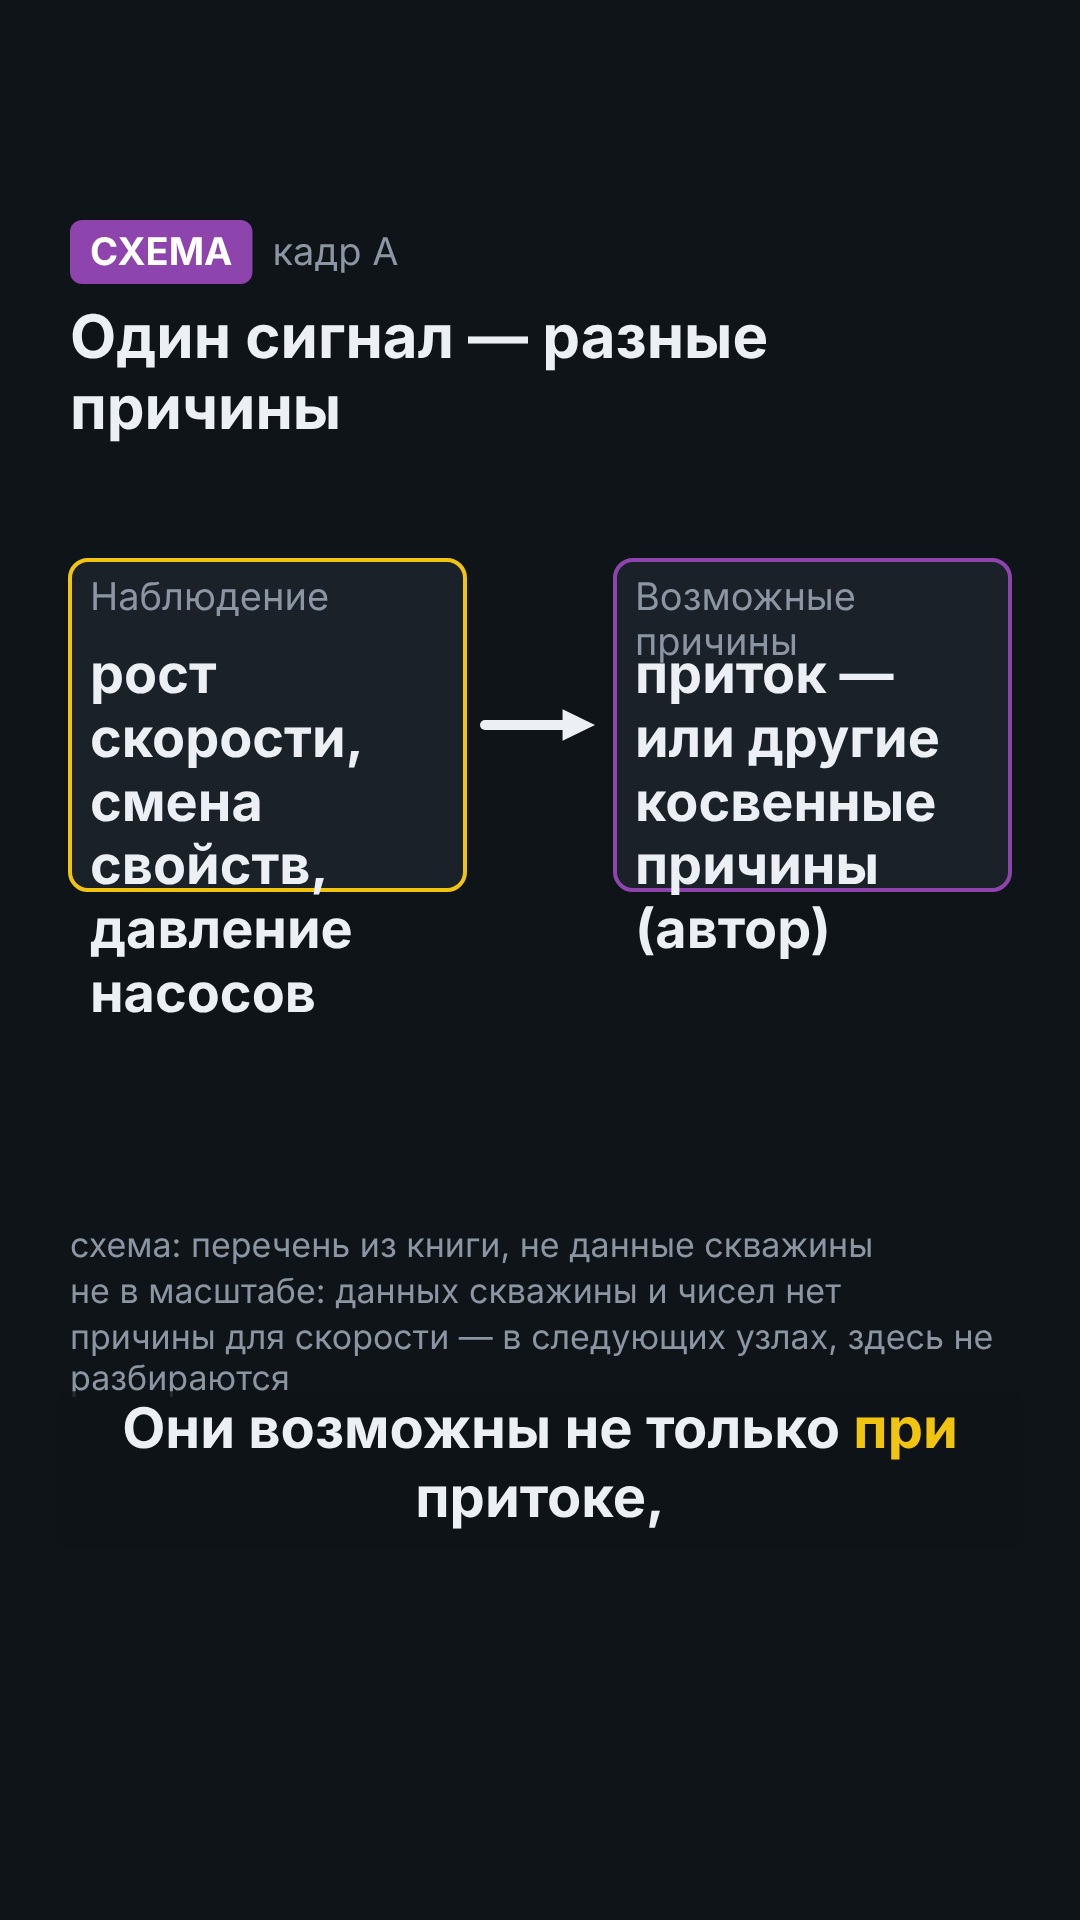 СХЕМА кадр А
Один сигнал — разные
причины
Наблюдение
рост
скорости,
смена
свойств,
давление
насосов
Возможные
причины
приток —
или другие
косвенные
причины
(автор)
схема: перечень из книги, не данные скважины
не в масштабе: данных скважины и чисел нет
причины для скорости — в следующих узлах, здесь не
разбираются
Они возможны не только при
притоке,